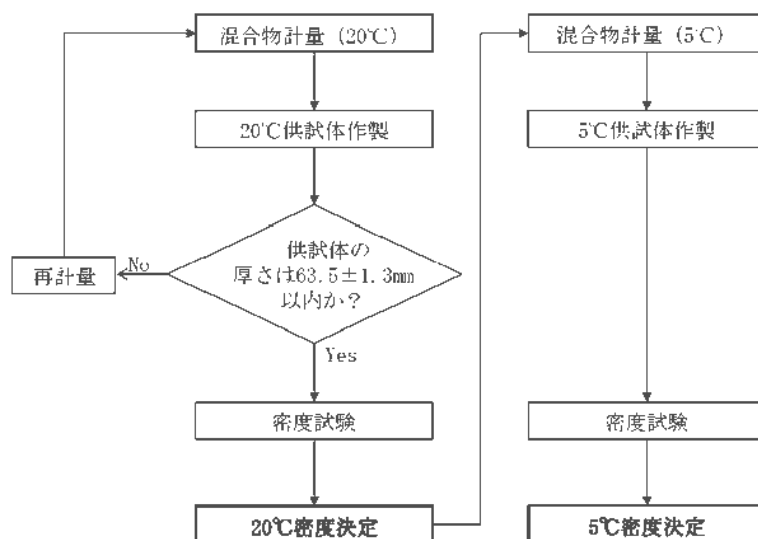 混合物計量 (20℃)
20℃供試体作製
供試体の
厚さは63.5±1.3mm
以内か？
No
再計量
Yes
密度試験
20℃密度決定
混合物計量 (5℃)
5℃供試体作製
密度試験
5℃密度決定